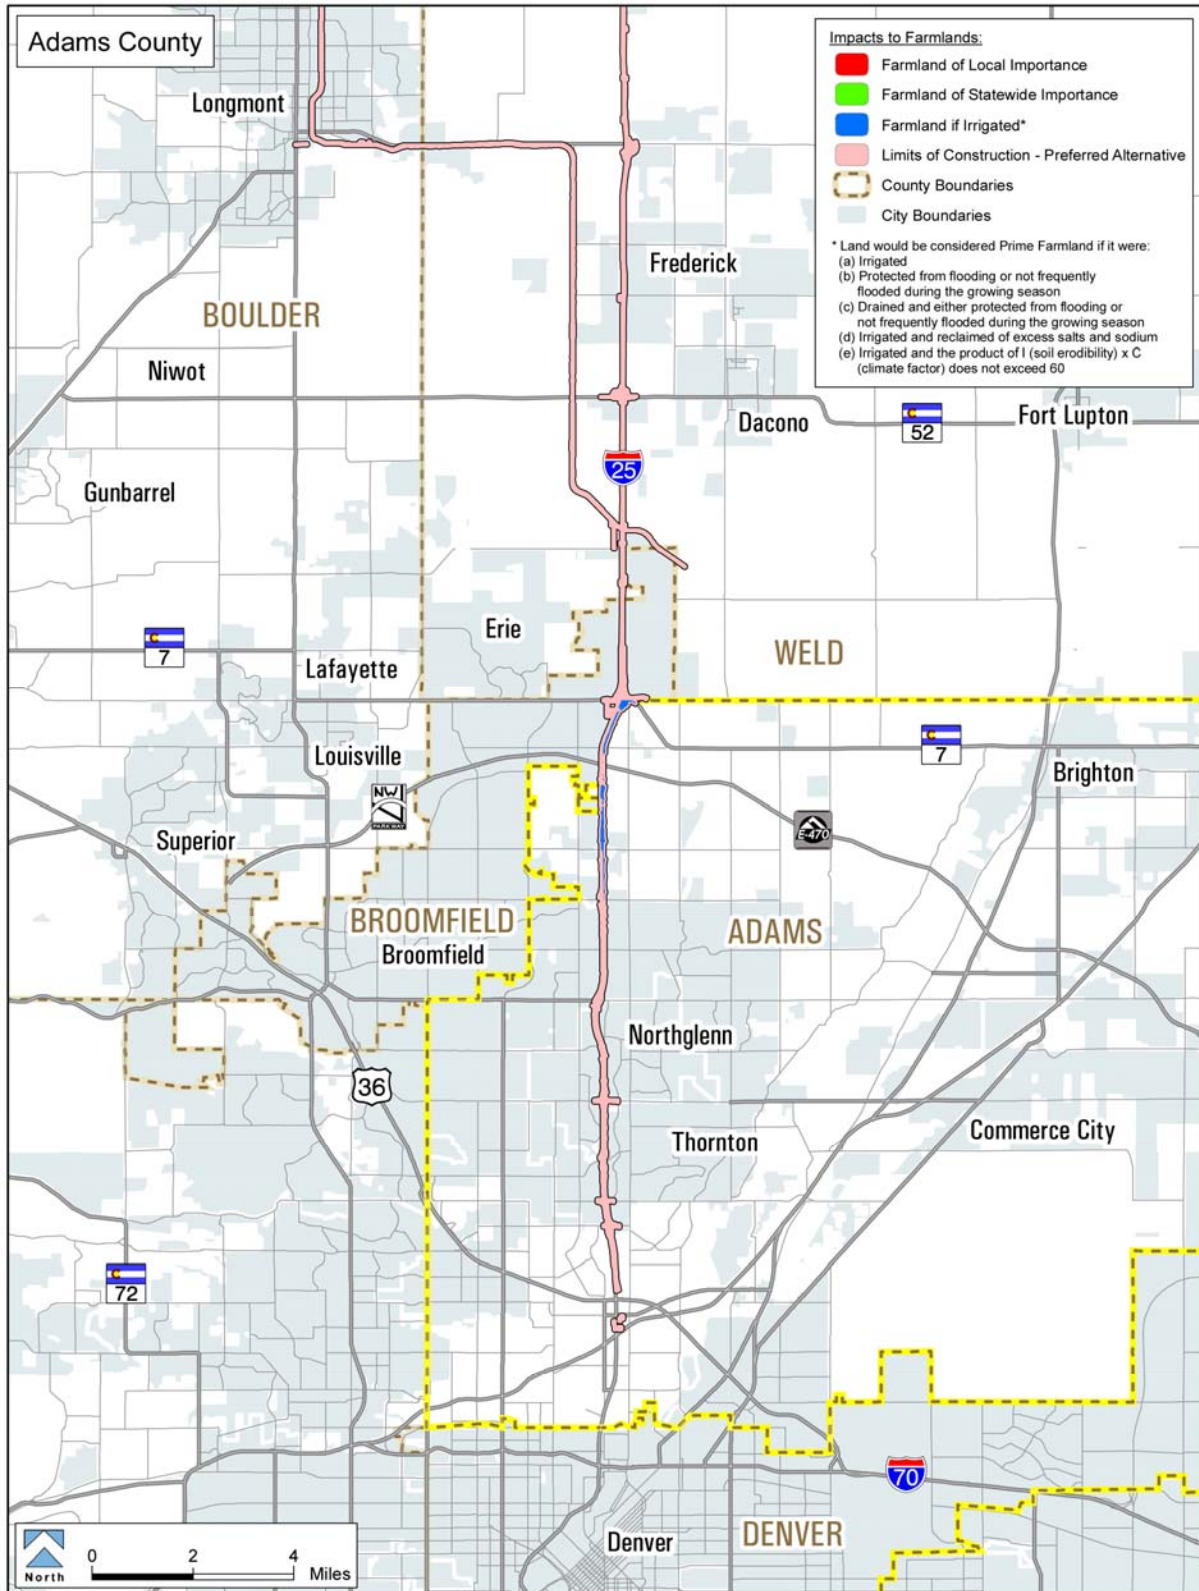 Adams County
Impacts to Farmlands:
Farmland of Local Importance
Farmland of Statewide Importance
Farmland if Irrigated*
Limits of Construction - Preferred Alternative
County Boundaries
City Boundaries
* Land would be considered Prime Farmland if it were:
(a) Irrigated
(b) Protected from flooding or not frequently
flooded during the growing season
(c) Drained and either protected from flooding or
not frequently flooded during the growing season
(d) Irrigated and reclaimed of excess salts and sodium
(e) Irrigated and the product of I (soil erodibility) x C
(climate factor) does not exceed 60
Longmont
Frederick
BOULDER
Niwot
Dacono
C
52
Fort Lupton
25
Gunbarrel
Erie
C
7
WELD
Lafayette
Louisville
C
7
Brighton
NW
PARKWAY
E-470
Superior
BROOMFIELD
Broomfield
ADAMS
Northglenn
36
Thornton
Commerce City
C
72
70
Denver
DENVER
North
0 2 4
Miles